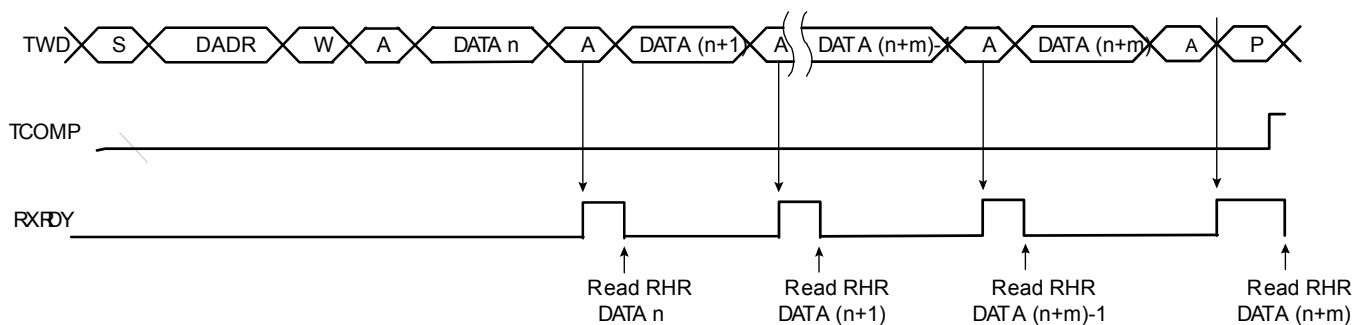 TWD S DADR W A DATA n A DATA (n+1) A DATA (n+m)-1 A DATA (n+m) A P
TCOMP
RXRDY
Read RHR Read RHR Read RHR Read RHR
DATA n DATA (n+1) DATA (n+m)-1 DATA (n+m)